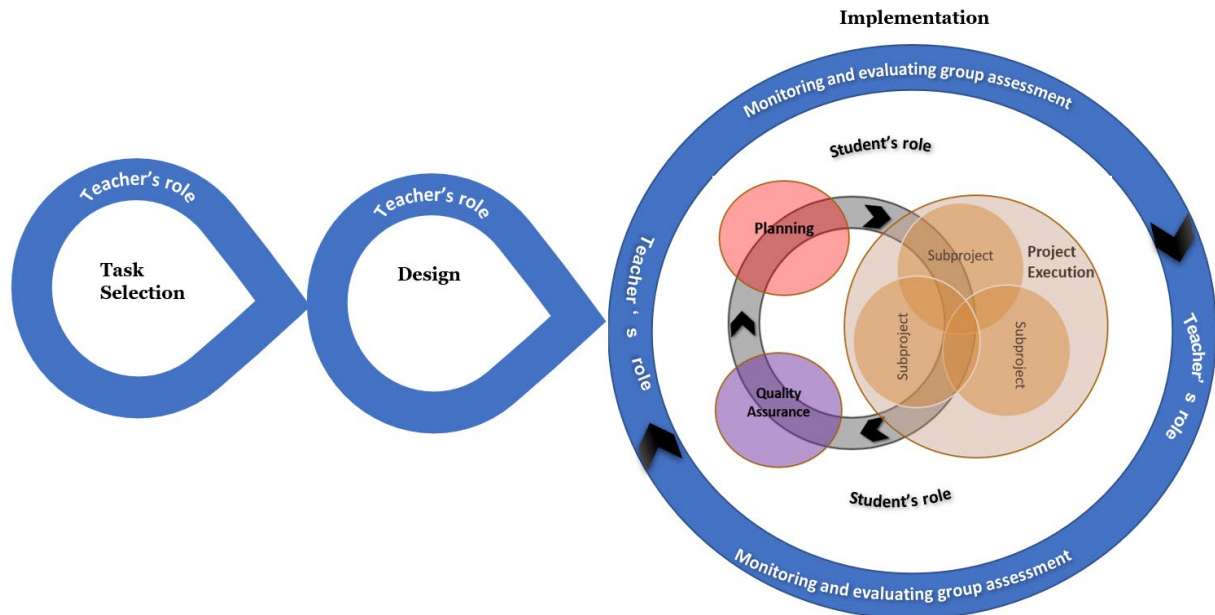 Implementation
Monitoring and evaluating group assessment
Student's role
Teacher's role
Task
Selection
Teacher's role
Design
Teacher ' s role
Planning
Subproject
Project
Execution
Subproject
Subproject
Quality
Assurance
Teacher' s role
Student's role
Monitoring and evaluating group assessment